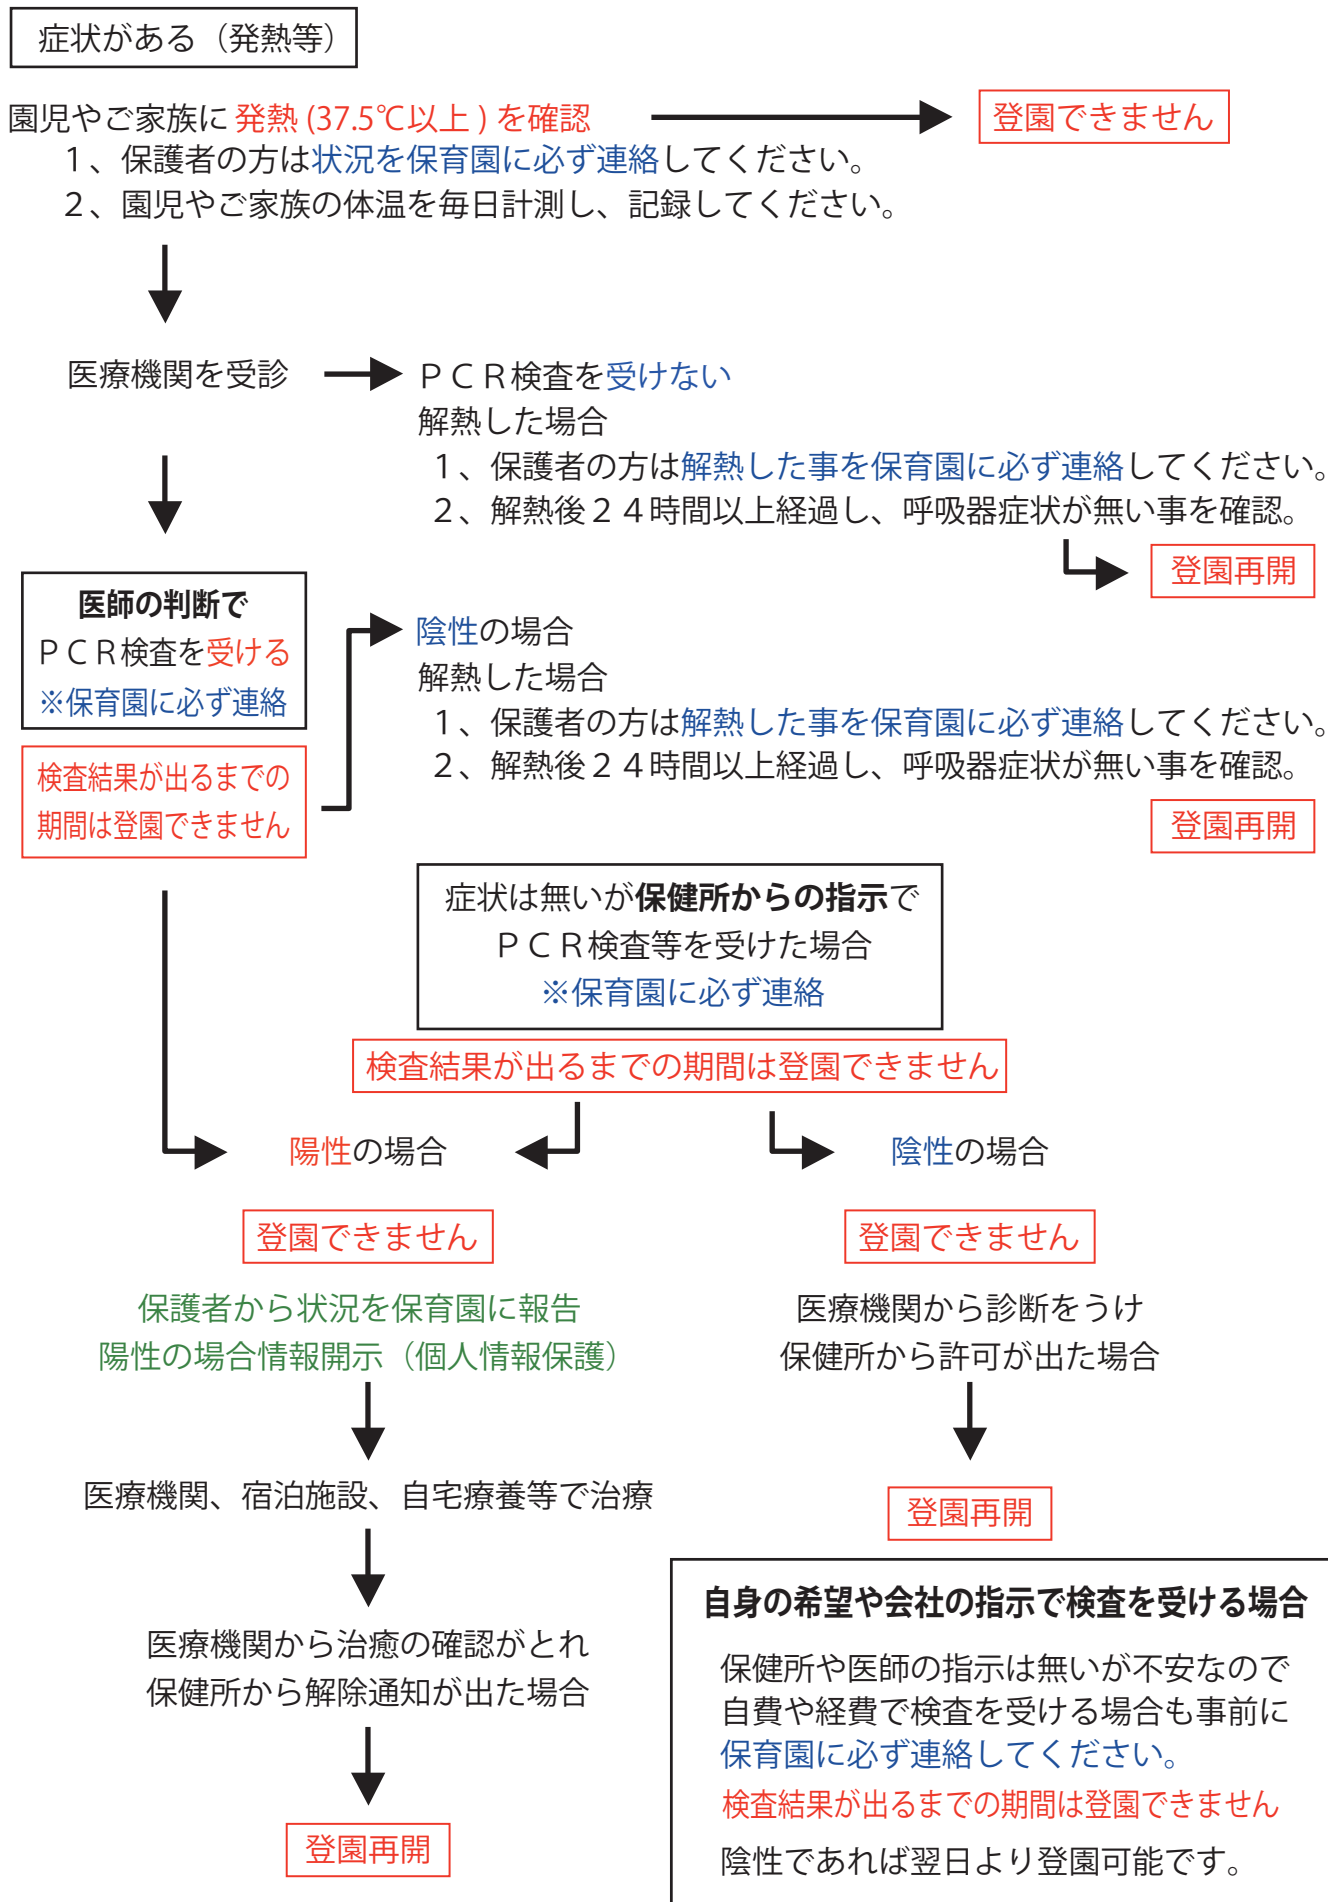 症状がある（発熱等）
園児やご家族に 発熱 (37.5℃以上 ) を確認
登園できません
１、保護者の方は状況を保育園に必ず連絡してください。
２、園児やご家族の体温を毎日計測し、記録してください。
医療機関を受診
ＰＣＲ検査を受けない
解熱した場合
１、保護者の方は解熱した事を保育園に必ず連絡してください。
２、解熱後２４時間以上経過し、呼吸器症状が無い事を確認。
登園再開
医師の判断で
ＰＣＲ検査を受ける
※保育園に必ず連絡
検査結果が出るまでの
期間は登園できません
陰性の場合
解熱した場合
１、保護者の方は解熱した事を保育園に必ず連絡してください。
２、解熱後２４時間以上経過し、呼吸器症状が無い事を確認。
登園再開
症状は無いが保健所からの指示で
ＰＣＲ検査等を受けた場合
※保育園に必ず連絡
検査結果が出るまでの期間は登園できません
陽性の場合
登園できません
保護者から状況を保育園に報告
陽性の場合情報開示（個人情報保護）
医療機関、宿泊施設、自宅療養等で治療
医療機関から治癒の確認がとれ
保健所から解除通知が出た場合
登園再開
陰性の場合
登園できません
医療機関から診断をうけ
保健所から許可が出た場合
登園再開
自身の希望や会社の指示で検査を受ける場合
保健所や医師の指示は無いが不安なので
自費や経費で検査を受ける場合も事前に
保育園に必ず連絡してください。
検査結果が出るまでの期間は登園できません
陰性であれば翌日より登園可能です。